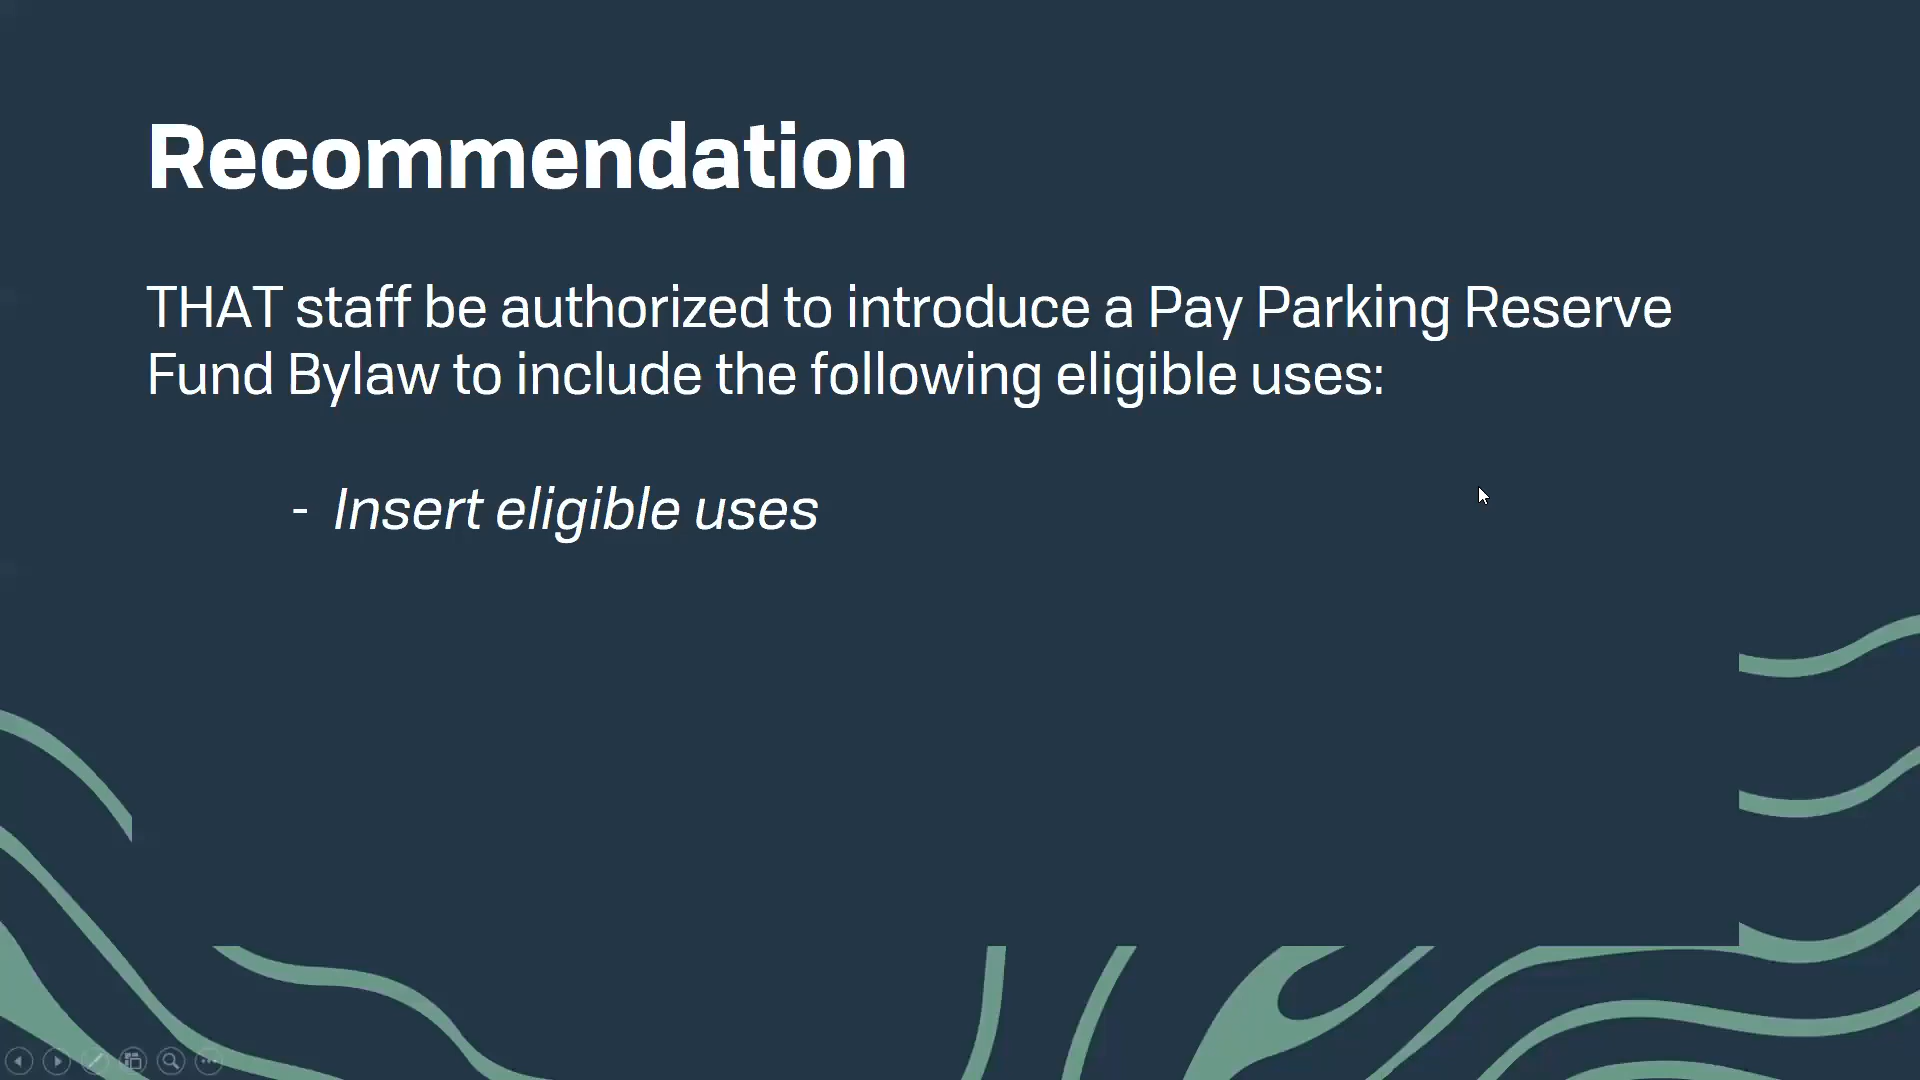 Recommendation
THAT staff be authorized to introduce a Pay Parking Reserve
Fund Bylaw to include the following eligible uses:
- Insert eligible uses